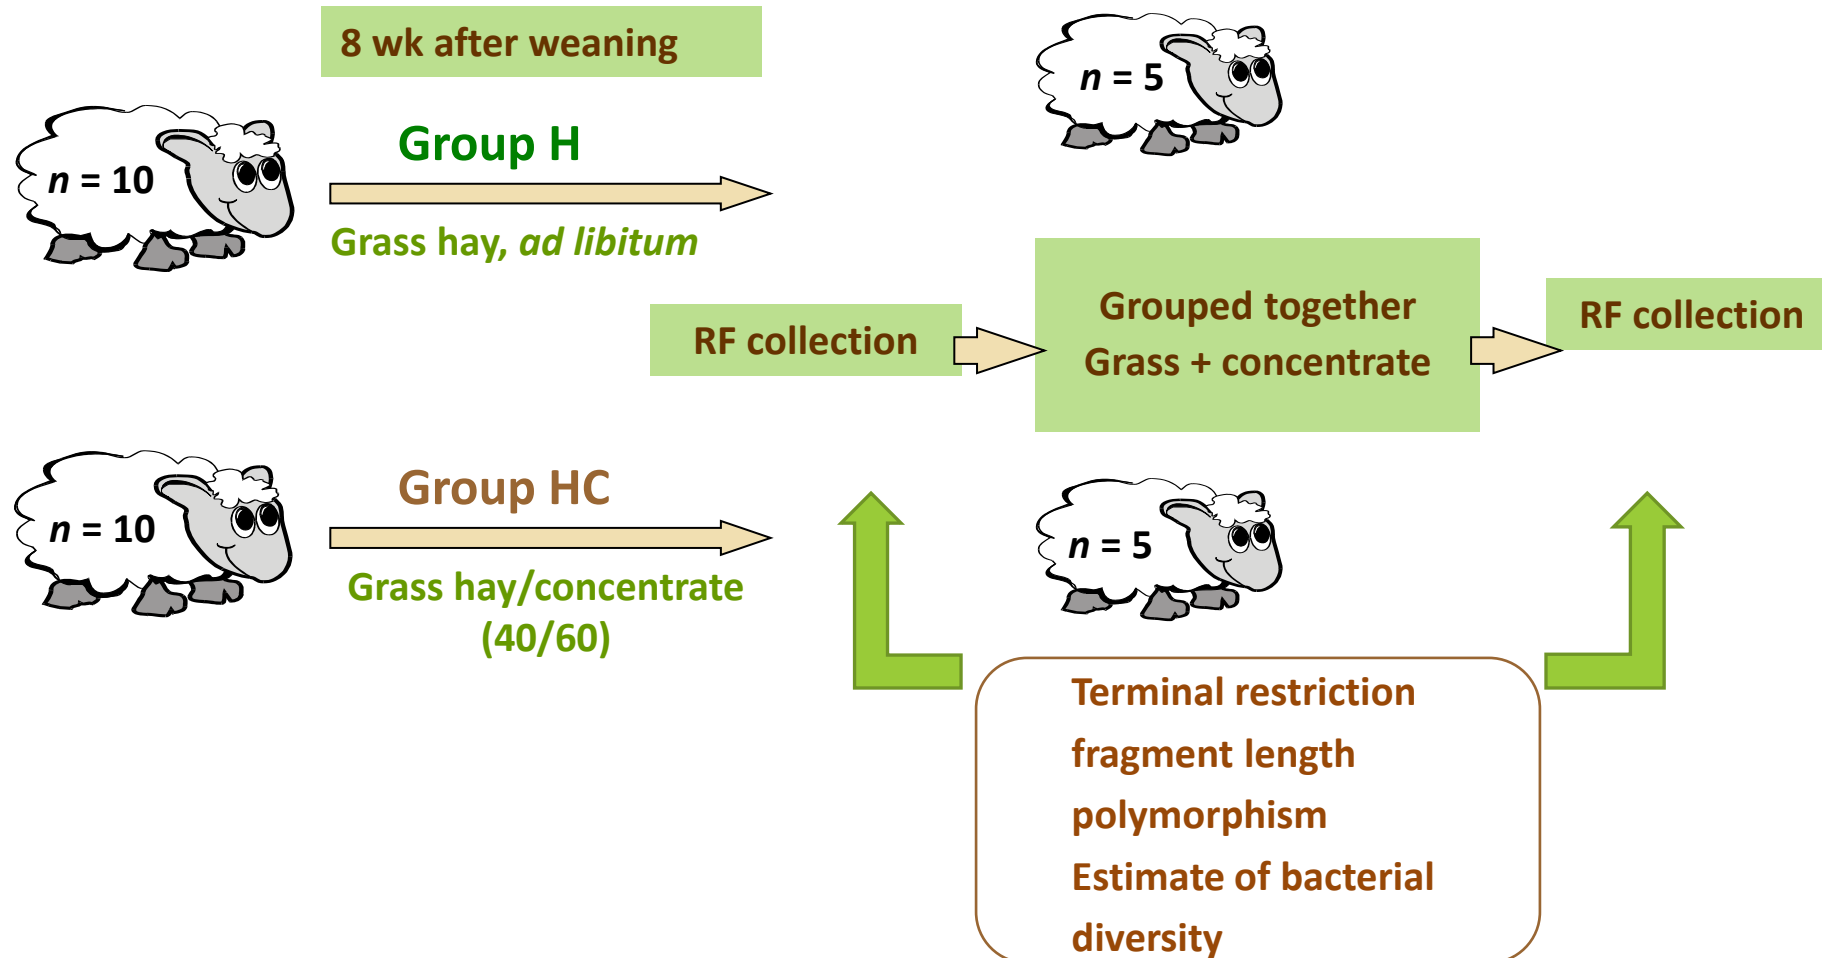 8 wk after weaning
n = 10
Group H
Grass hay, ad libitum
n = 5
RF collection
Grouped together
Grass + concentrate
RF collection
n = 10
Group HC
Grass hay/concentrate
(40/60)
n = 5
Terminal restriction
fragment length
polymorphism
Estimate of bacterial
diversity